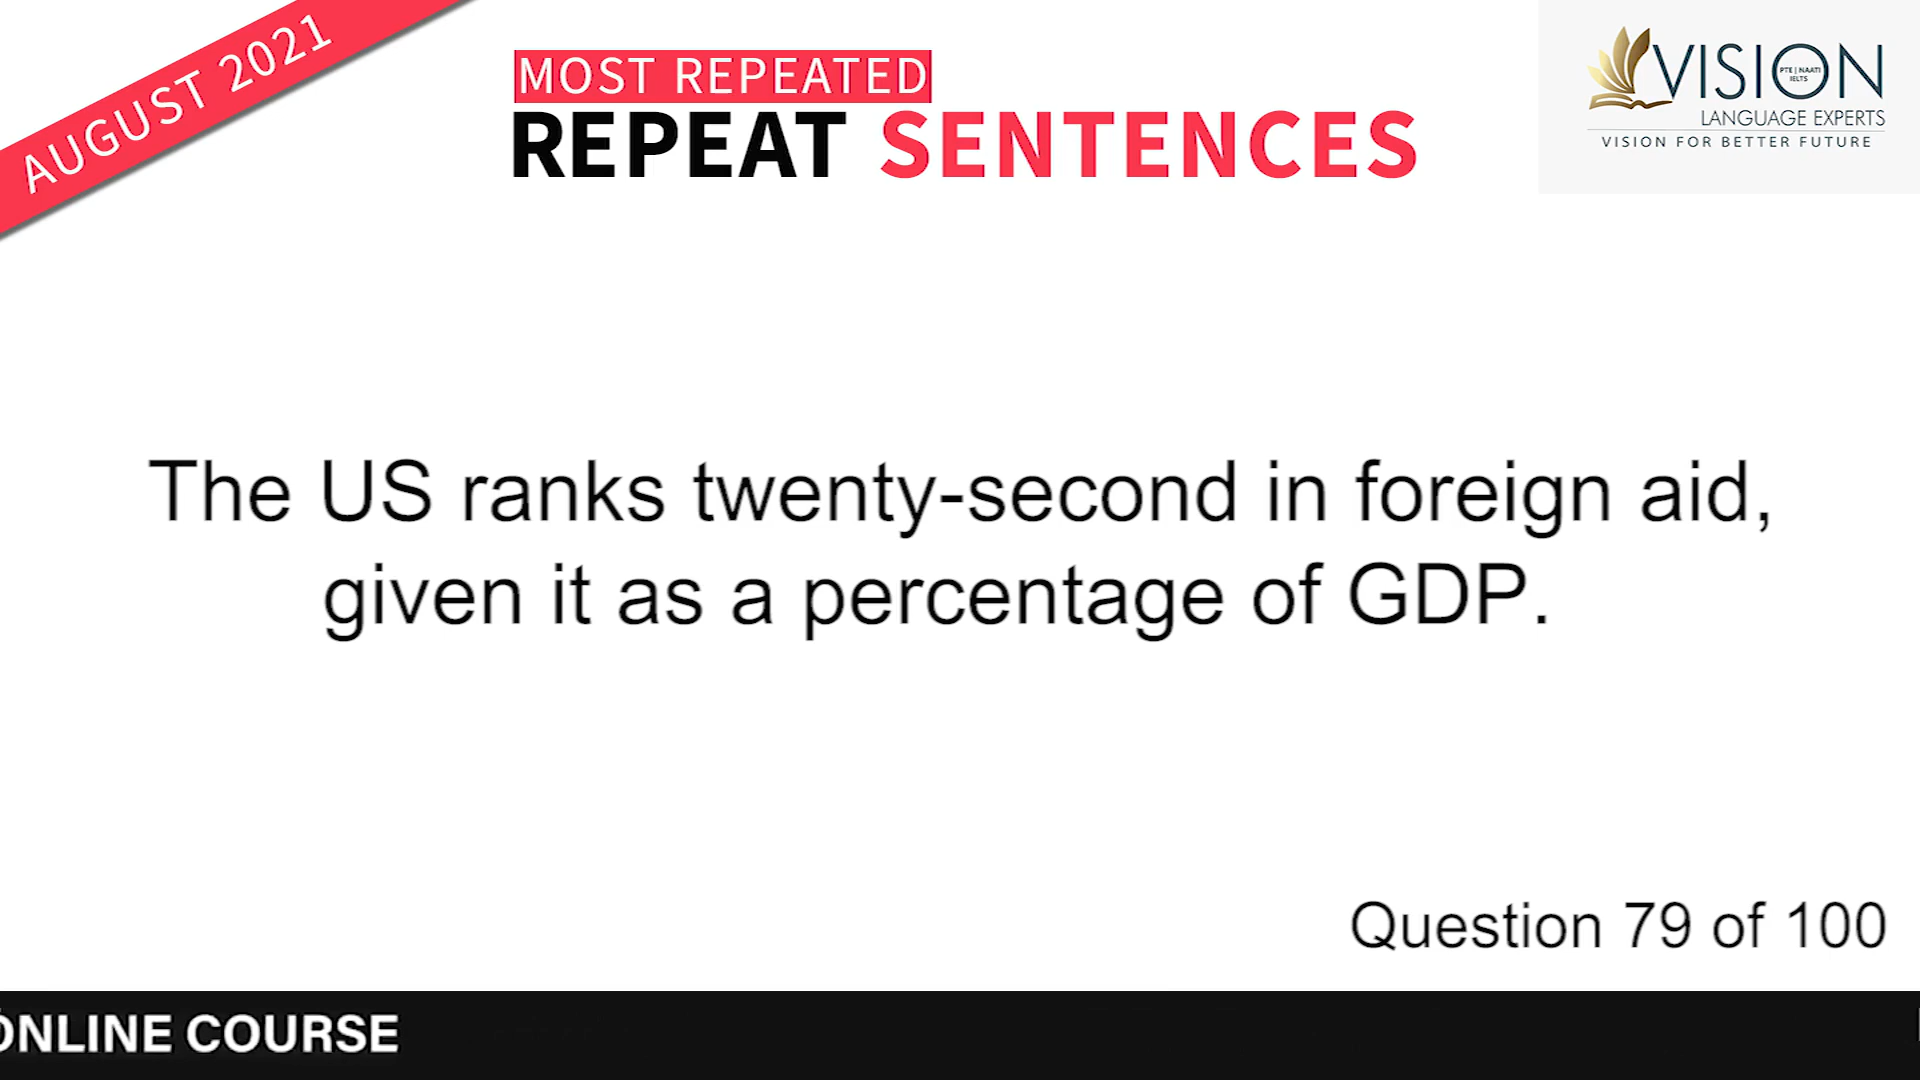 AUGUST 2021
MOST REPEATED
REPEAT SENTENCES
VISION
PTE | NAATI
IELTS
LANGUAGE EXPERTS
VISION FOR BETTER FUTURE
The US ranks twenty-second in foreign aid,
given it as a percentage of GDP.
Question 79 of 100
ONLINE COURSE